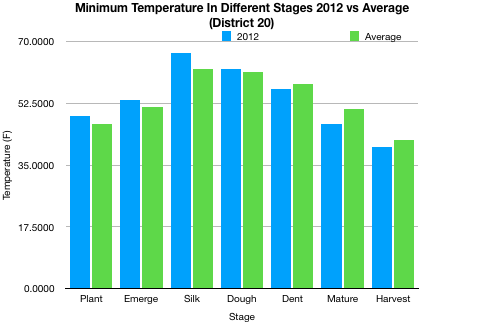 Minimum Temperature In Different Stages 2012 vs Average
(District 20)
2012 Average
70.0000
52.5000
35.0000
17.5000
0.0000
Temperature (F)
Plant Emerge Silk Dough Dent Mature Harvest
Stage